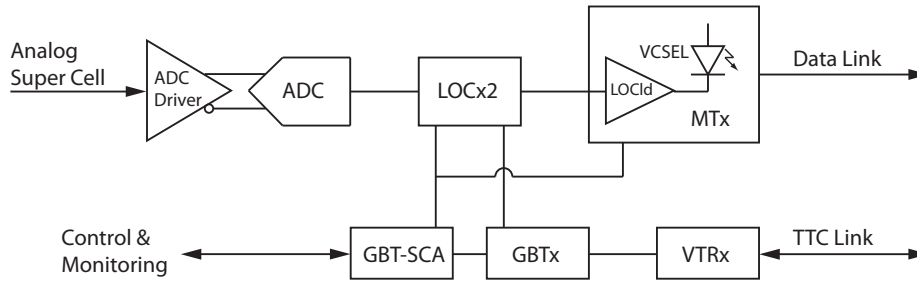 Analog
Super Cell
ADC
Driver
ADC
LOCx2
VCSEL
LOCld
MTx
Data Link
Control &
Monitoring
GBT-SCA
GBTx
VTRx
TTC Link